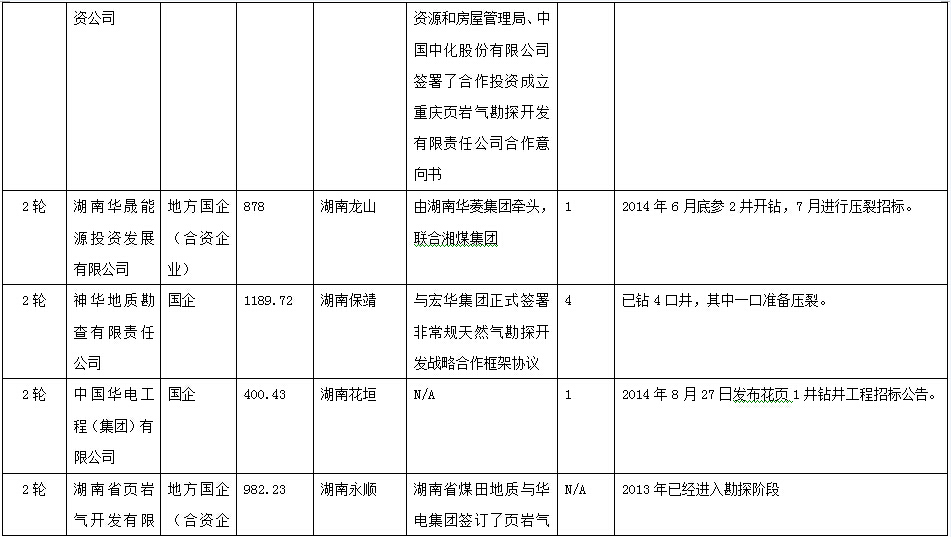 资公司
资源和房屋管理局、中
国中化股份有限公司
签署了合作投资成立
重庆页岩气勘探开发
有限责任公司合作意
向书
2 轮
湖南华晟能
源投资发展
有限公司
地方国企
（合资企
业）
878
湖南龙山
由湖南华菱集团牵头，
联合湘煤集团
1
2014 年 6 月底参 2 井开钻，7 月进行压裂招标。
2 轮
神华地质勘
查有限责任
公司
国企
1189.72
湖南保靖
与宏华集团正式签署
非常规天然气勘探开
发战略合作框架协议
4
已钻 4 口井，其中一口准备压裂。
2 轮
中国华电工
程（集团）有
限公司
国企
400.43
湖南花垣
N/A
1
2014 年 8 月 27 日发布花页 1 井钻井工程招标公告。
2 轮
湖南省页岩
气开发有限
地方国企
（合资企
982.23
湖南永顺
湖南省煤田地质与华
电集团签订了页岩气
N/A
2013 年已经进入勘探阶段